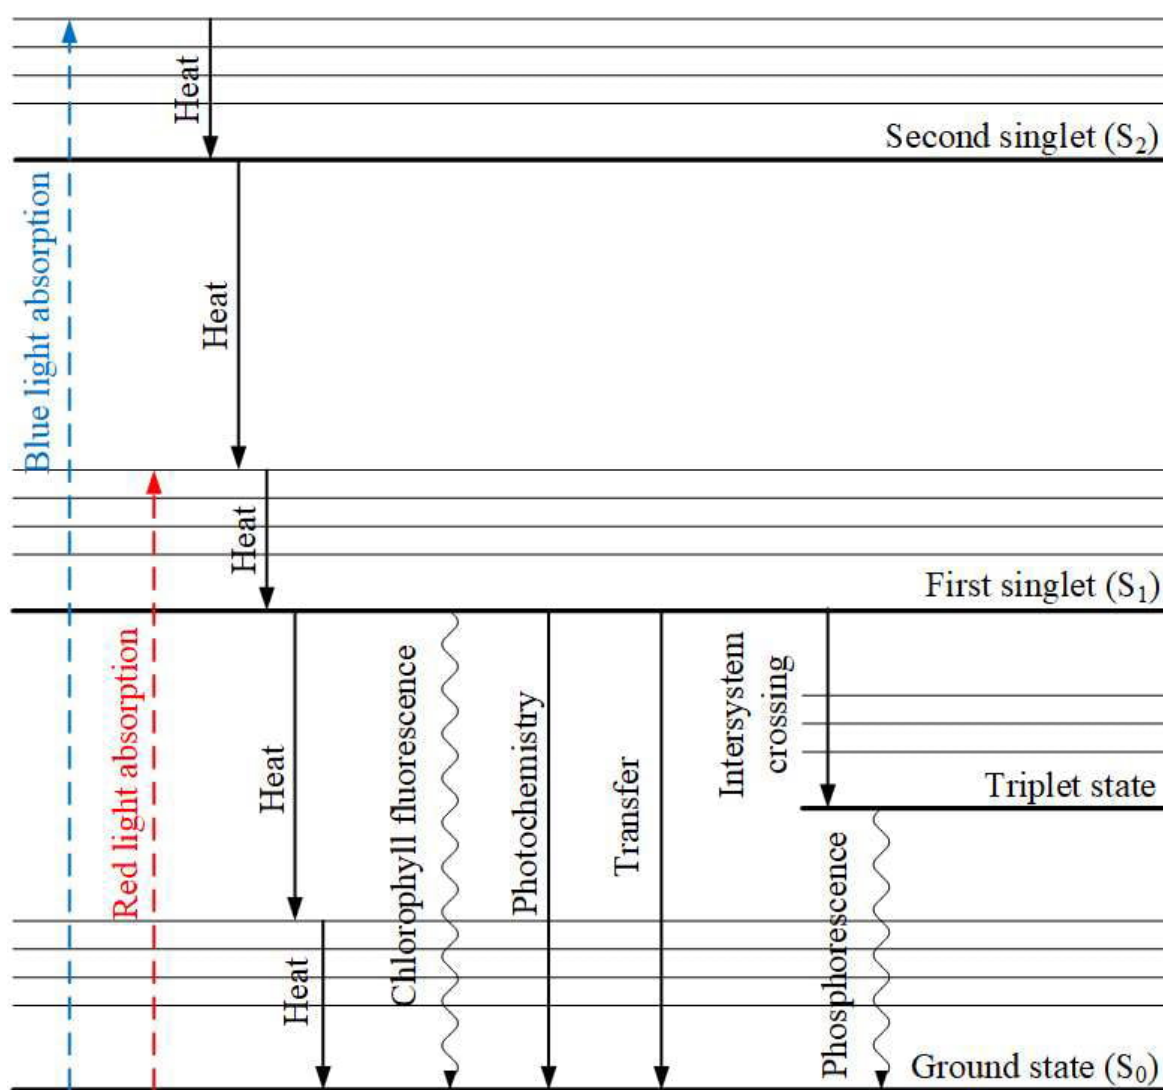 Heat
Second singlet (S₂)
Blue light absorption
Heat
Heat
First singlet (S₁)
Red light absorption
Heat
Chlorophyll fluorescence
Photochemistry
Transfer
Intersystem
crossing
Triplet state
Heat
Phosphorescence
Ground state (S₀)